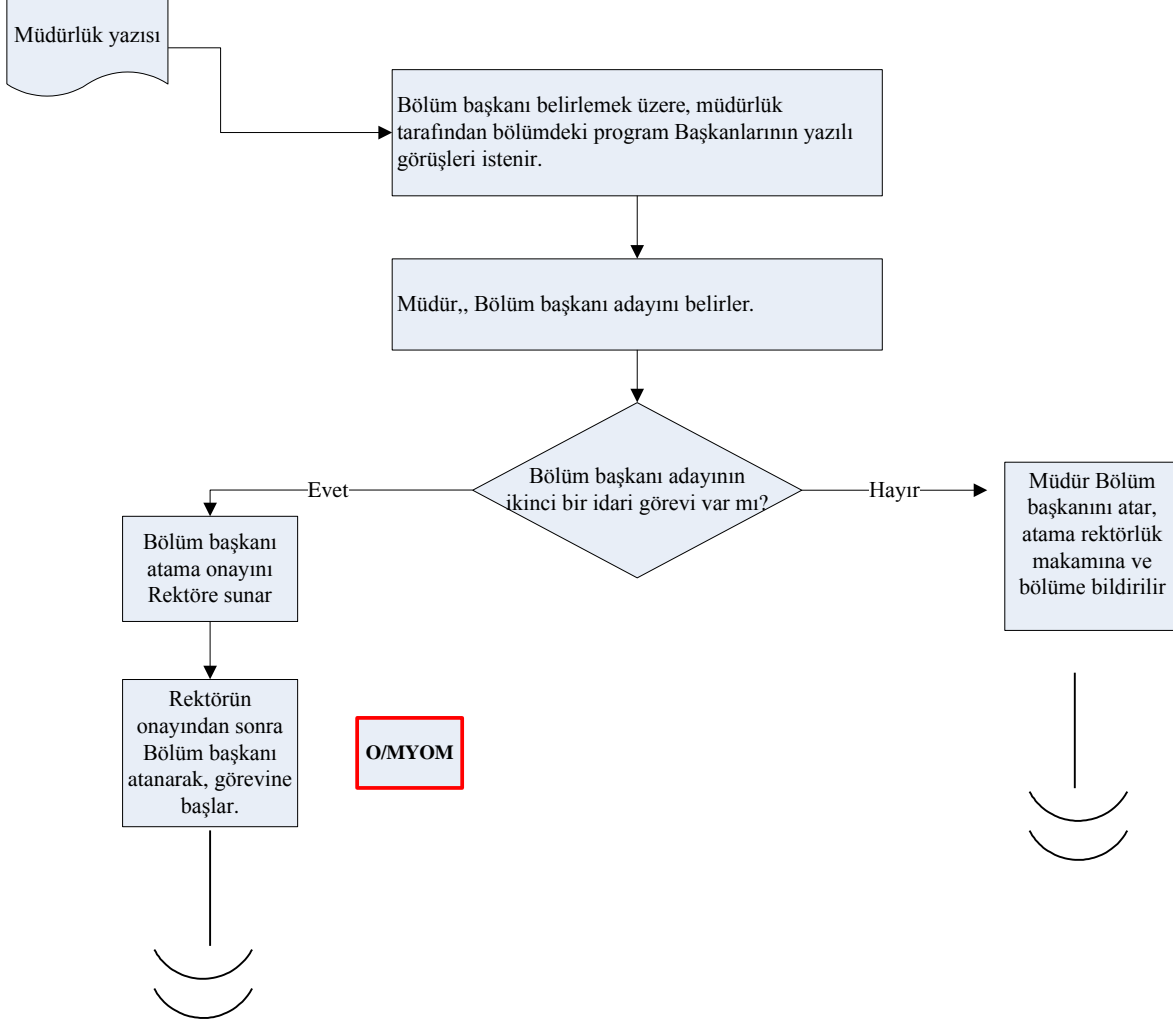 Müdürlük yazısı
Bölüm başkanı belirlemek üzere, müdürlük
tarafından bölümdeki program Başkanlarının yazılı
görüşleri istenir.
Müdür,, Bölüm başkanı adayını belirler.
Bölüm başkanı adayının
ikinci bir idari görevi var mı?
Evet
Hayır
Bölüm başkanı
atama onayını
Rektöre sunar
Müdür Bölüm
başkanını atar,
atama rektörlük
makamına ve
bölüme bildirilir
Rektörün
onayından sonra
Bölüm başkanı
atanarak, görevine
başlar.
O/MYOM